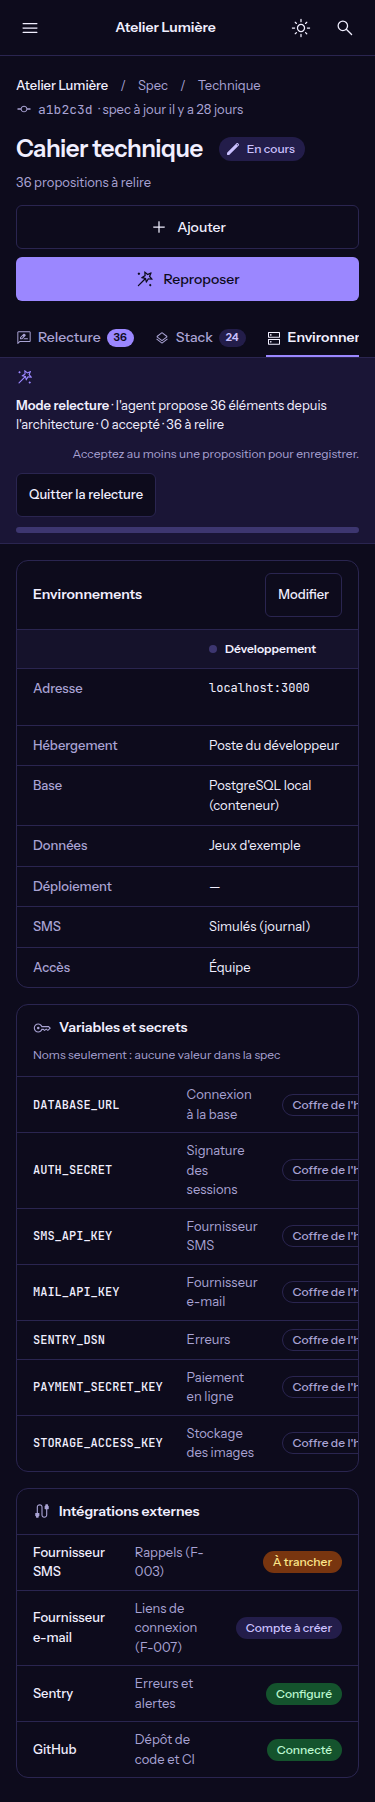 Atelier Lumière
Atelier Lumière / Spec / Technique
a1b2c3d · spec à jour il y a 28 jours
Cahier technique En cours
36 propositions à relire
Ajouter
Reproposer
Relecture 36 Stack 24 Environner
Mode relecture · l'agent propose 36 éléments depuis
l'architecture · 0 accepté · 36 à relire
Acceptez au moins une proposition pour enregistrer.
Quitter la relecture
Environnements Modifier
Développement
Adresse localhost:3000
Hébergement Poste du développeur
Base PostgreSQL local
(conteneur)
Données Jeux d'exemple
Déploiement —
SMS Simulés (journal)
Accès Équipe
Variables et secrets
Noms seulement : aucune valeur dans la spec
DATABASE_URL Connexion
à la base Coffre de l'h
AUTH_SECRET Signature
des
sessions Coffre de l'h
SMS_API_KEY Fournisseur
SMS Coffre de l'h
MAIL_API_KEY Fournisseur
e-mail Coffre de l'h
SENTRY_DSN Erreurs Coffre de l'h
PAYMENT_SECRET_KEY Paiement
en ligne Coffre de l'h
STORAGE_ACCESS_KEY Stockage
des images Coffre de l'h
Intégrations externes
Fournisseur
SMS
Rappels (F-
003)
À trancher
Fournisseur
e-mail
Liens de
connexion
(F-007)
Compte à créer
Sentry
Erreurs et
alertes
Configuré
GitHub
Dépôt de
code et CI
Connecté